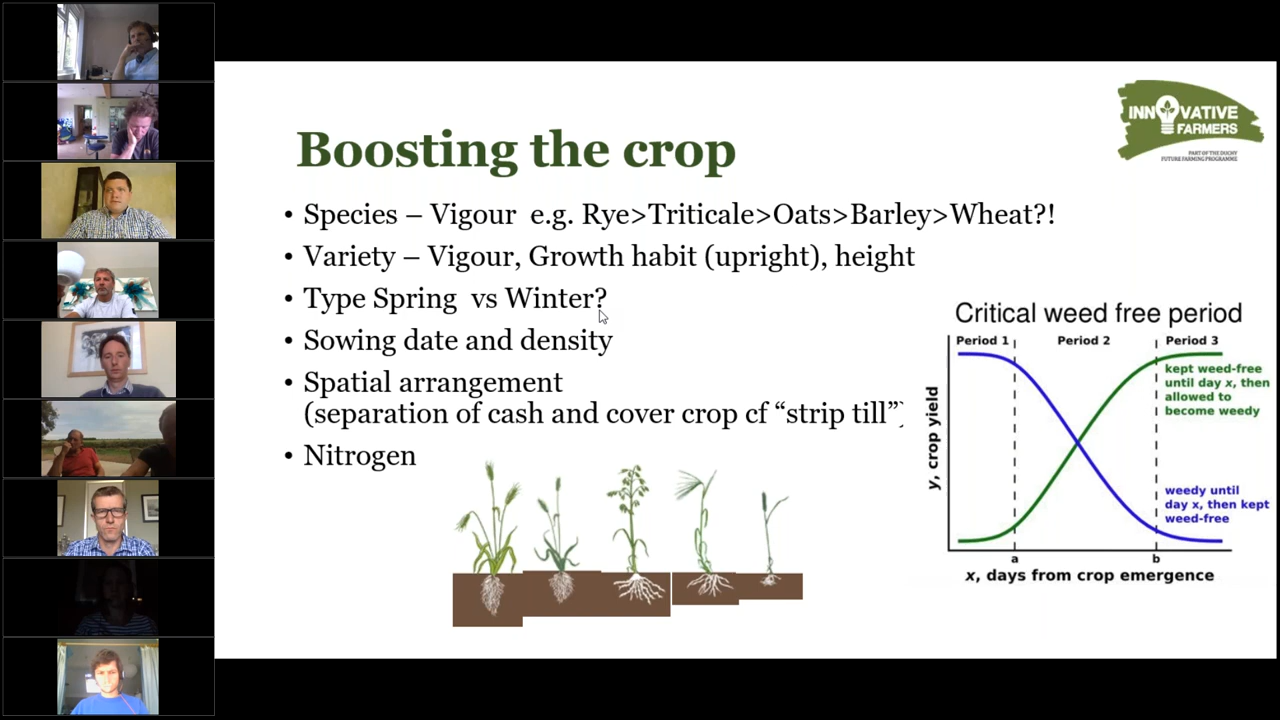 INNOVATIVE
FARMERS
PART OF THE DUCHY
FUTURE FARMING PROGRAMME
Boosting the crop
• Species – Vigour e.g. Rye>Triticale>Oats>Barley>Wheat?!
• Variety – Vigour, Growth habit (upright), height
• Type Spring vs Winter?
• Sowing date and density
• Spatial arrangement
(separation of cash and cover crop cf “strip till”)
• Nitrogen
Critical weed free period
Period 1 Period 2 Period 3
kept weed-free
until day x, then
allowed to
become weedy
y, crop yield
weedy until
day x, then kept
weed-free
a b
x, days from crop emergence